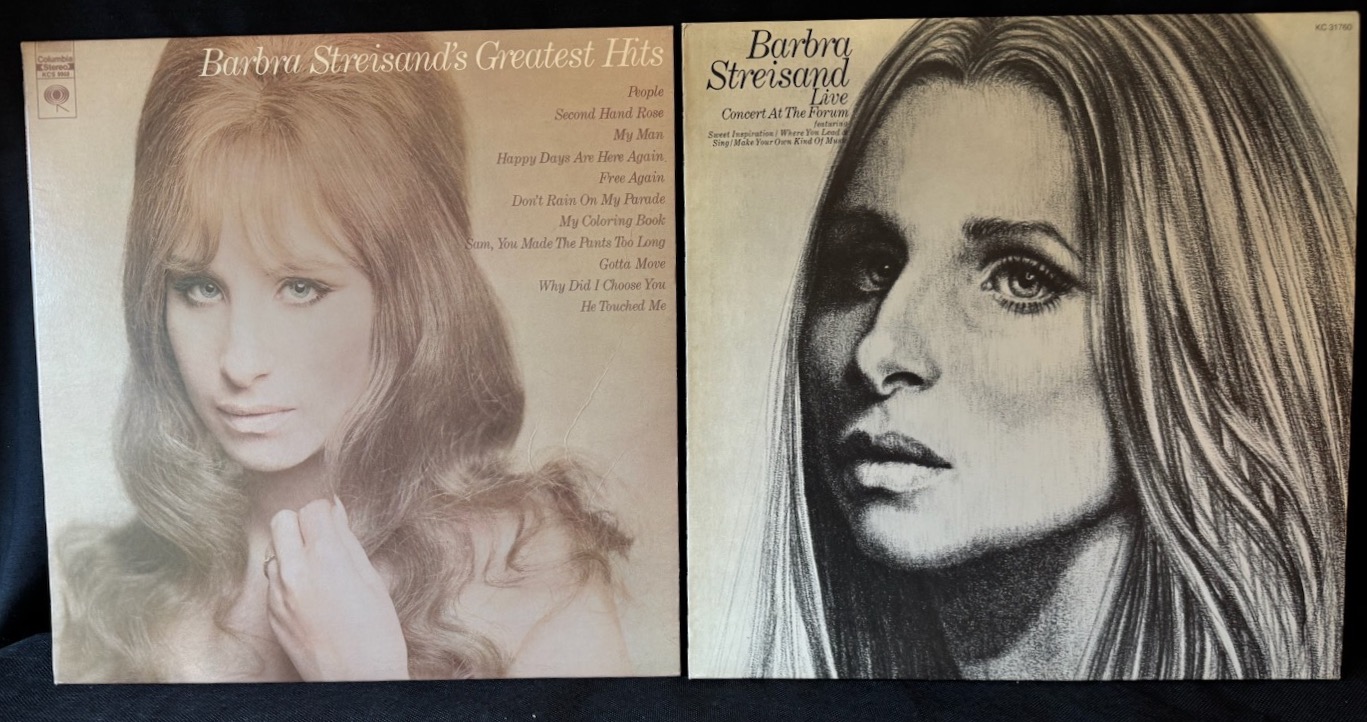 Columbia
Stereo
KCS 9968
Barbra Streisand's Greatest Hits
People
Second Hand Rose
My Man
Happy Days Are Here Again
Free Again
Don't Rain On My Parade
My Coloring Book
Sam, You Made The Pants Too Long
Gotta Move
Why Did I Choose You
He Touched Me
KC 31760
Barbra
Streisand
Live
Concert At The Forum
featuring
Sweet Inspiration / Where You Lead
Sing / Make Your Own Kind Of Music